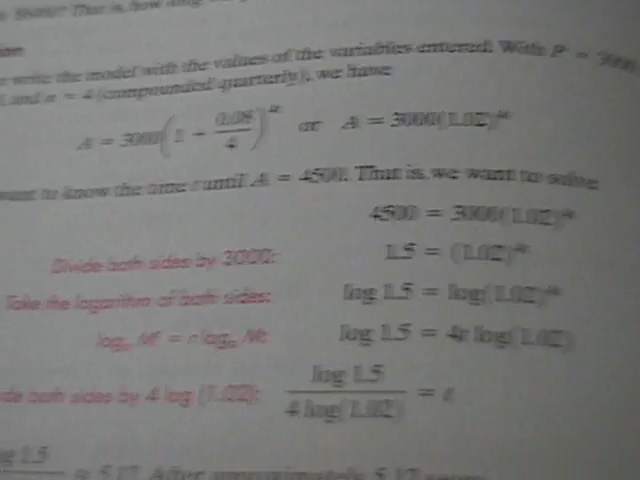 That is, how
write the model with the values of the variables entered. With P = 3000,
and n = 4 (compounded quarterly), we have
A = 3000(1 + 0.08/4)^4t or A = 3000(1.02)^4t
want to know the time t until A = 4500. That is, we want to solve
4500 = 3000(1.02)^4t
Divide both sides by 3000: 1.5 = (1.02)^4t
Take the logarithm of both sides: log 1.5 = log(1.02)^4t
log_a M^r = r log_a M: log 1.5 = 4t log(1.02)
both sides by 4 log (1.02): log 1.5 / 4 log(1.02) = t
log 1.5 ≈ 5.12. After approximately 5.12 years